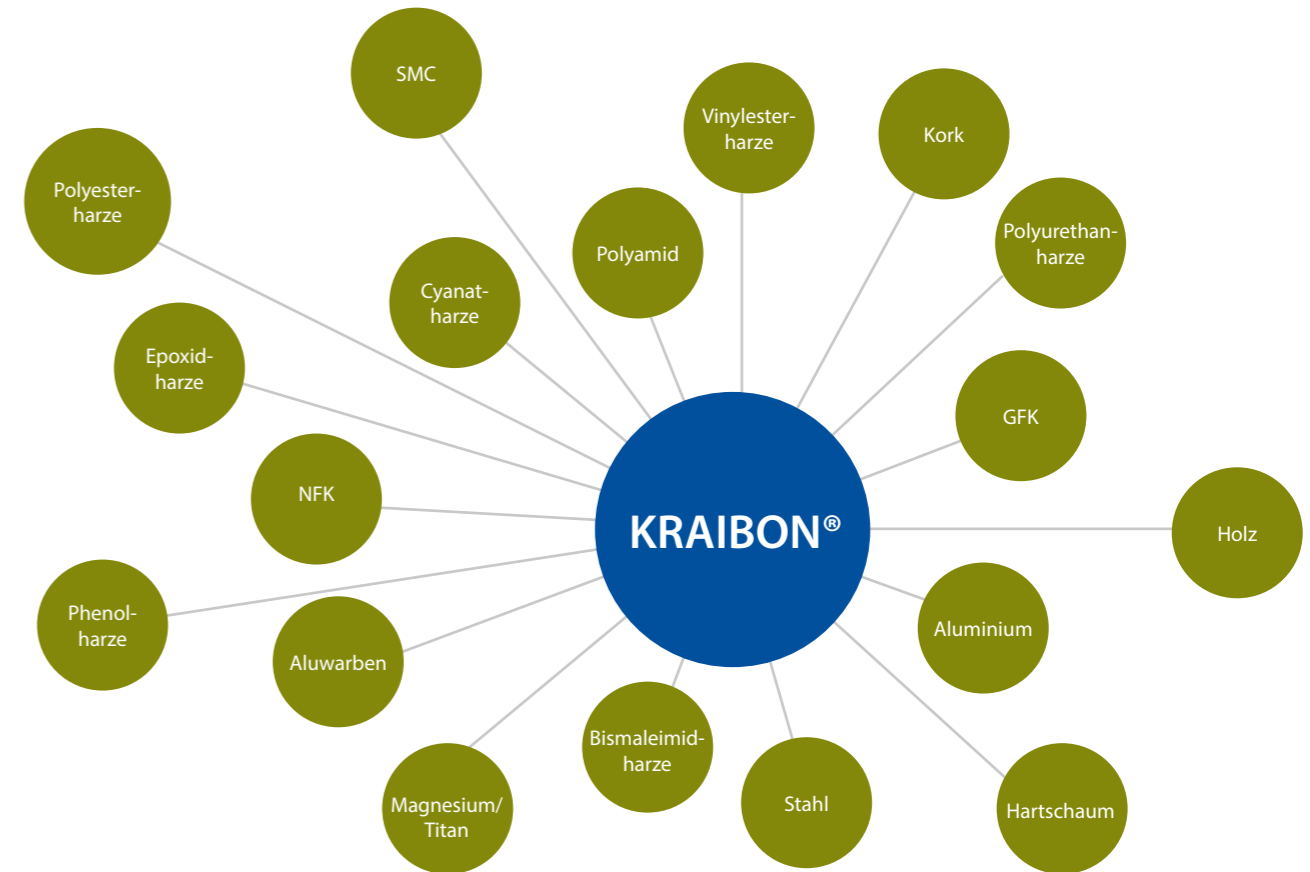 SMC
Vinylester-
harze
Kork
Polyester-
harze
Polyamid
Polyurethan-
harze
Cyanat-
harze
Epoxid-
harze
GFK
NFK
KRAIBON®
Holz
Phenol-
harze
Aluwarben
Aluminium
Bismaleimid-
harze
Magnesium/
Titan
Stahl
Hartschaum